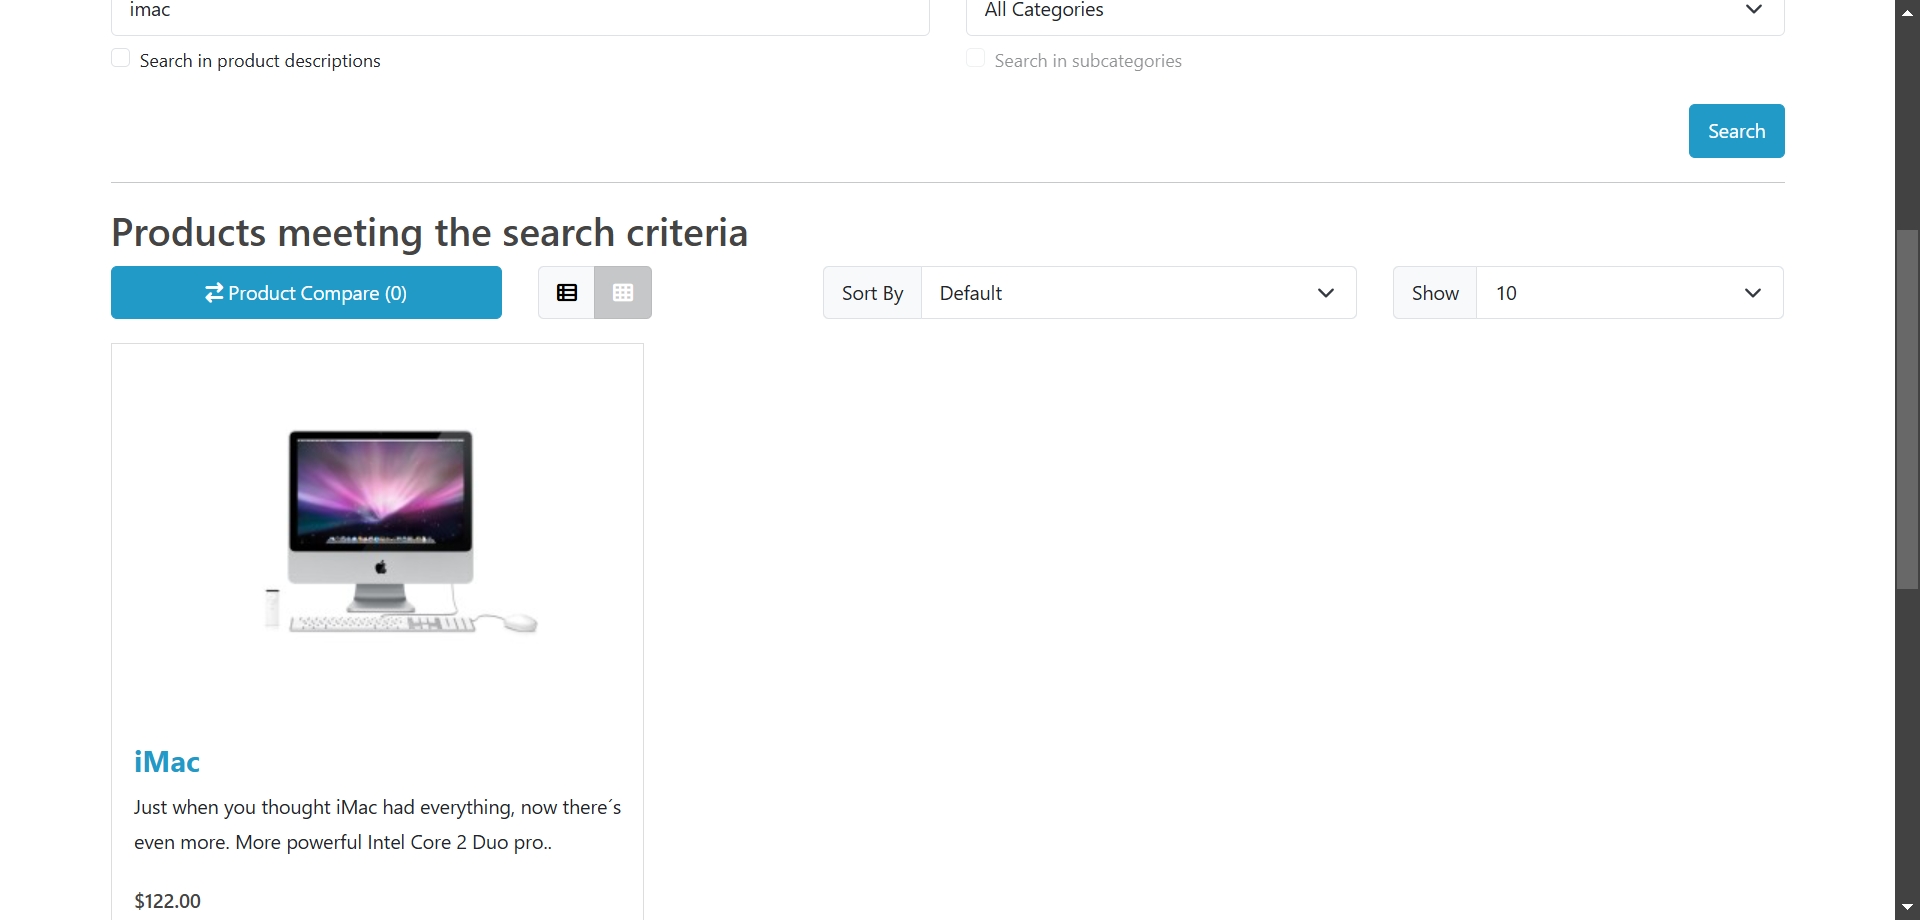 imac
All Categories
Search in product descriptions
Search in subcategories
Search
Products meeting the search criteria
Product Compare (0)
Sort By
Default
Show
10
iMac
Just when you thought iMac had everything, now there´s
even more. More powerful Intel Core 2 Duo pro..
$122.00